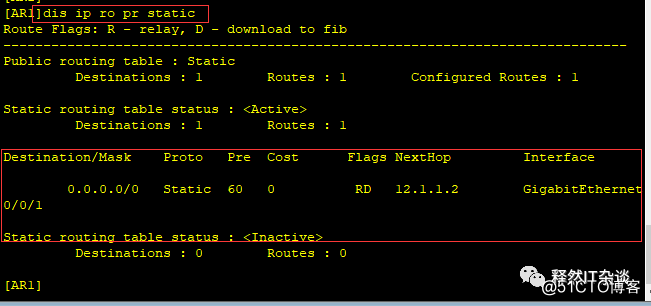 [AR1]dis ip ro pr static
Route Flags: R - relay, D - download to fib
------------------------------------------------------------------------------
Public routing table : Static
Destinations : 1 Routes : 1 Configured Routes : 1
Static routing table status : <Active>
Destinations : 1 Routes : 1
Destination/Mask Proto Pre Cost Flags NextHop Interface
0.0.0.0/0 Static 60 0 RD 12.1.1.2 GigabitEthernet
0/0/1
Static routing table status : <Inactive>
Destinations : 0 Routes : 0
[AR1]
释然IT杂谈
@51CTO博客